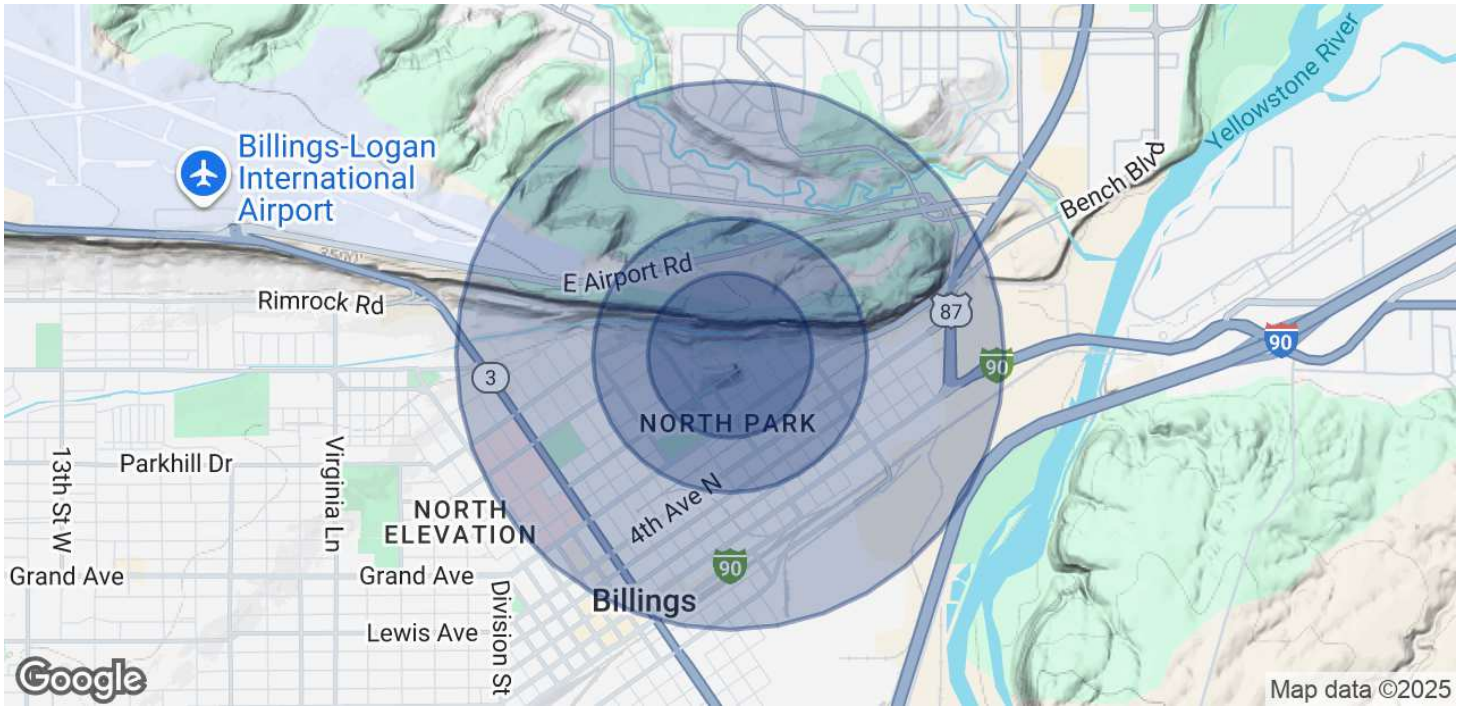 Yellowstone River
Billings-Logan
International
Airport
Bench Blvd
3500'
E Airport Rd
Rimrock Rd
87
90
90
3
NORTH PARK
13th St W
Parkhill Dr
Virginia Ln
NORTH
ELEVATION
4th Ave N
90
Grand Ave
Grand Ave
Division St
Billings
Lewis Ave
Google
Map data ©2025